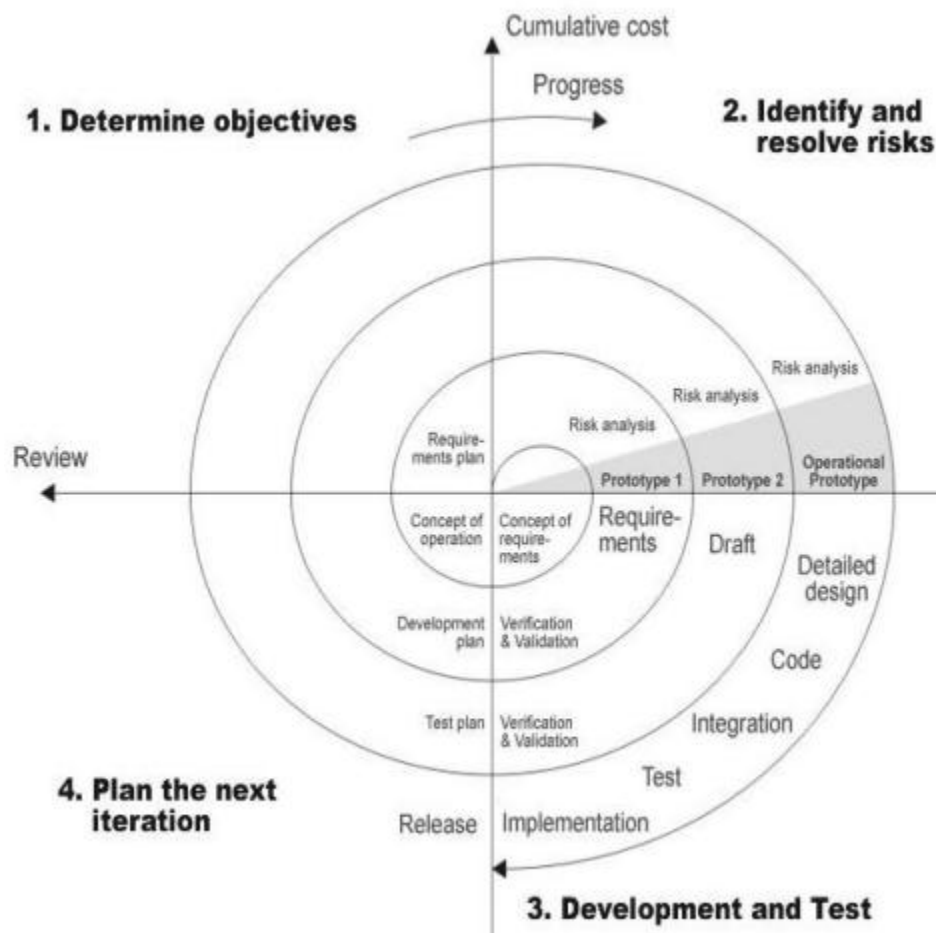 Cumulative cost
Progress
1. Determine objectives
2. Identify and
resolve risks
Risk analysis
Risk analysis
Risk analysis
Require-
ments plan
Review
Prototype 1
Prototype 2
Operational
Prototype
Concept of
operation
Concept of
require-
ments
Require-
ments
Draft
Detailed
design
Development
plan
Verification
& Validation
Code
Test plan
Verification
& Validation
Integration
Test
4. Plan the next
iteration
Release
Implementation
3. Development and Test